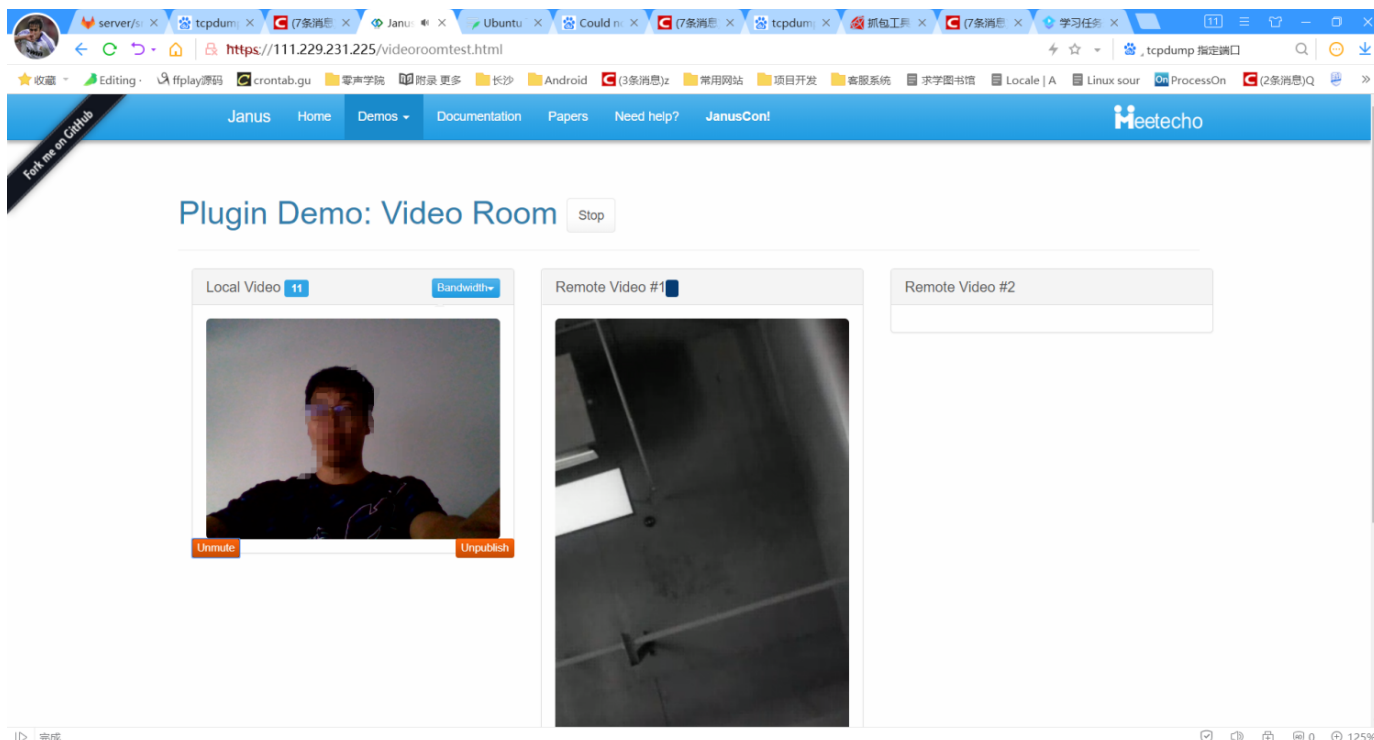 server/s
tcpdum
(7条消息
Janu
Ubuntu
Could n
(7条消息
tcpdum
抓包工具
(7条消息
学习任务
11
https://111.229.231.225/videoroomtest.html
tcpdump 指定端口
收藏
Editing ·
ffplay源码
crontab.gu
零声学院
附录 更多
长沙
Android
(3条消息)z
常用网站
项目开发
客服系统
求学图书馆
Locale | A
Linux sour
ProcessOn
(2条消息)Q
Fork me on GitHub
Janus Home Demos Documentation Papers Need help? JanusCon!
Meetecho
Plugin Demo: Video Room Stop
Local Video 11 Bandwidth
Remote Video #1
Remote Video #2
Unmute
Unpublish
完成
0
125%